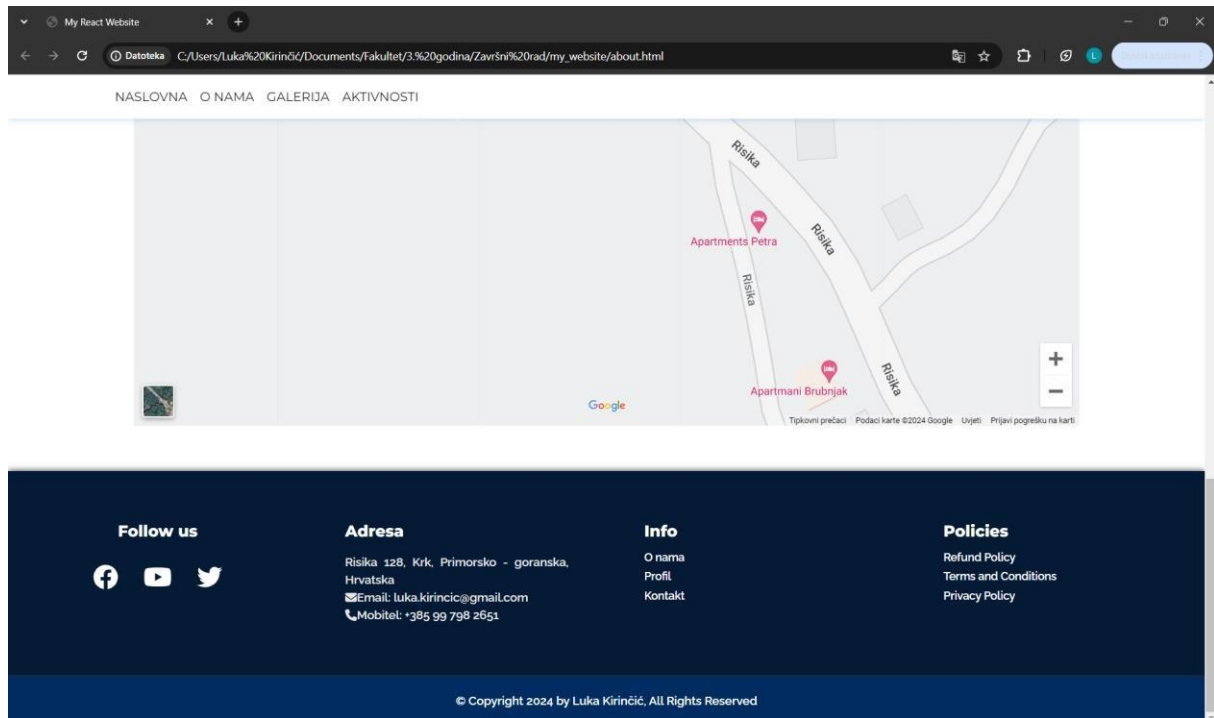 My React Website
Datoteka C:/Users/Luka%20Kirinčić/Documents/Fakultet/3.%20godina/Završni%20rad/my_website/about.html
L
NASLOVNA O NAMA GALERIJA AKTIVNOSTI
Risika
Apartments Petra
Risika
Risika
Apartmani Brubnjak
Risika
Google
Tipkovni prečaci Podaci karte ©2024 Google Uvjeti Prijavi pogrešku na karti
Follow us
Adresa
Risika 128, Krk, Primorsko - goranska,
Hrvatska
Email: luka.kirincic@gmail.com
Mobitel: +385 99 798 2651
Info
O nama
Profil
Kontakt
Policies
Refund Policy
Terms and Conditions
Privacy Policy
© Copyright 2024 by Luka Kirinčić, All Rights Reserved